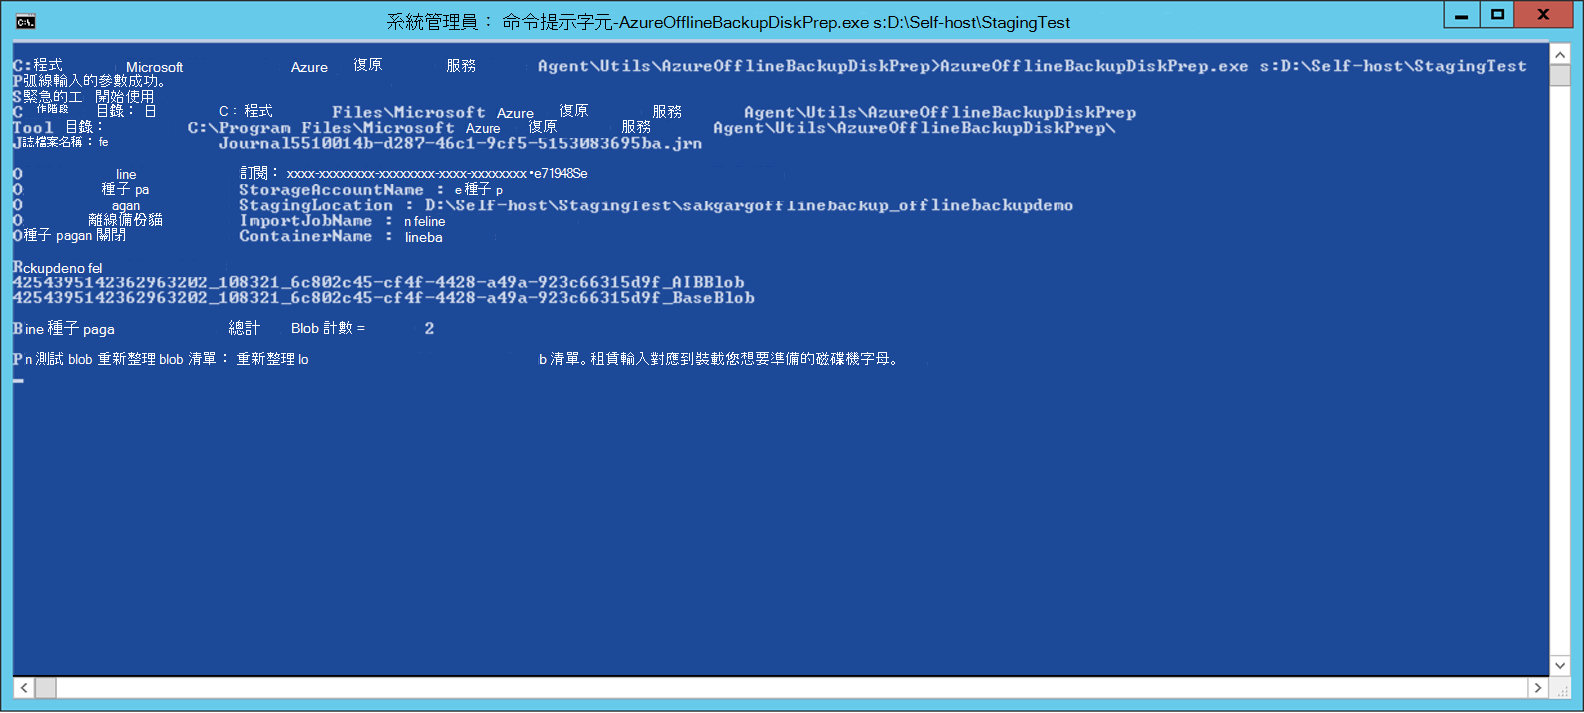 系統管理員： 命令提示字元-AzureOfflineBackupDiskPrep.exe s:D:\Self-host\StagingTest
C:程式 Microsoft Azure 復原 服務 Agent\Utils\AzureOfflineBackupDiskPrep>AzureOfflineBackupDiskPrep.exe s:D:\Self-host\StagingTest
P弧線輸入的參數成功。
S緊急的工 開始使用
C 作階段 目錄： 日 C： 程式 Files\Microsoft Azure 復原 服務 Agent\Utils\AzureOfflineBackupDiskPrep
Tool 目錄： C:\Program Files\Microsoft Azure 復原 服務 Agent\Utils\AzureOfflineBackupDiskPrep\
J誌檔案名稱： fe Journal5510014b-d287-46c1-9cf5-5153083695ba.jrn
O line 訂閱： xxxx-xxxxxxxx-xxxxxxxx-xxxx-xxxxxxxx•e71948Se
O 種子 pa StorageAccountName : e 種子 p
O agan StagingLocation : D:\Self-host\StagingTest\sakgargofflinebackup_offlinebackupdemo
O 離線備份貓 ImportJobName : n feline
O種子 pagan 關閉 ContainerName : lineba
Rckupdeno fel
4254395142362963202_108321_6c802c45-cf4f-4428-a49a-923c66315d9f_AIBBlob
4254395142362963202_108321_6c802c45-cf4f-4428-a49a-923c66315d9f_BaseBlob
Bine 種子 paga 總計 Blob 計數 = 2
Pn 測試 blob 重新整理 blob 清單： 重新整理 lo b 清單。租賃輸入對應到裝載您想要準備的磁碟機字母。